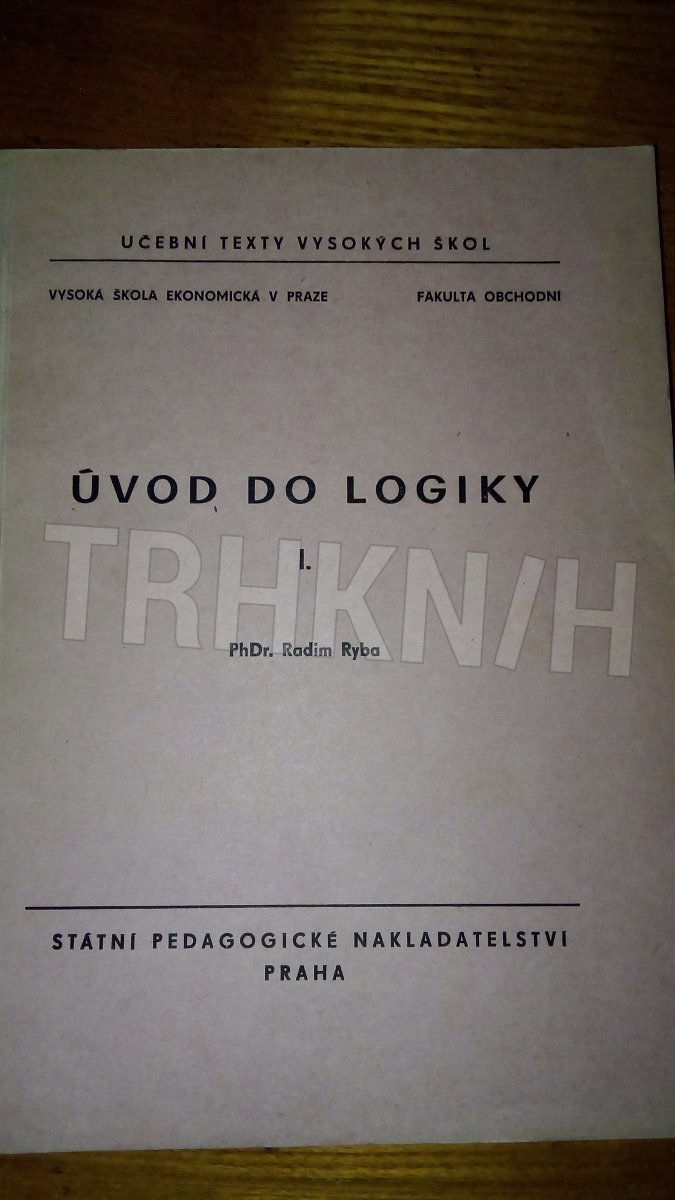 UČEBNÍ TEXTY VYSOKÝCH ŠKOL
VYSOKÁ ŠKOLA EKONOMICKÁ V PRAZE FAKULTA OBCHODNÍ
ÚVOD DO LOGIKY
I.
TRHKNIH
PhDr. Radim Ryba
STÁTNÍ PEDAGOGICKÉ NAKLADATELSTVÍ
PRAHA